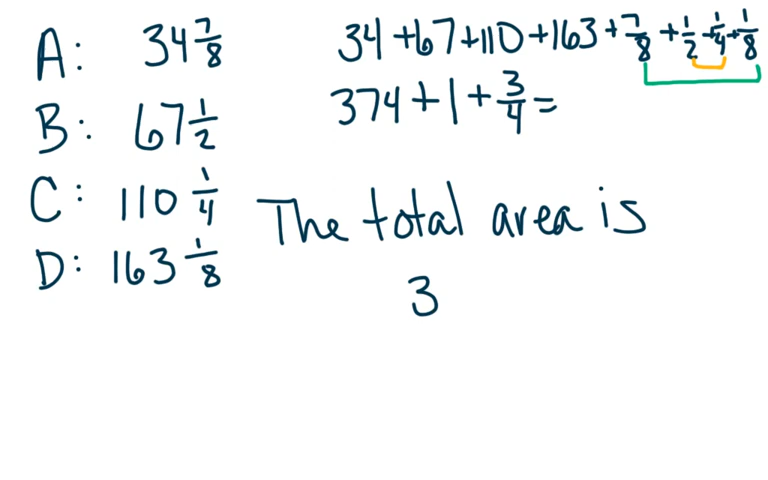 A: 34 7/8
B: 67 1/2
C: 110 1/4
D: 163 1/8
34 + 67 + 110 + 163 + 7/8 + 1/2 + 1/4 + 1/8
374 + 1 + 3/4 =
The total area is
3